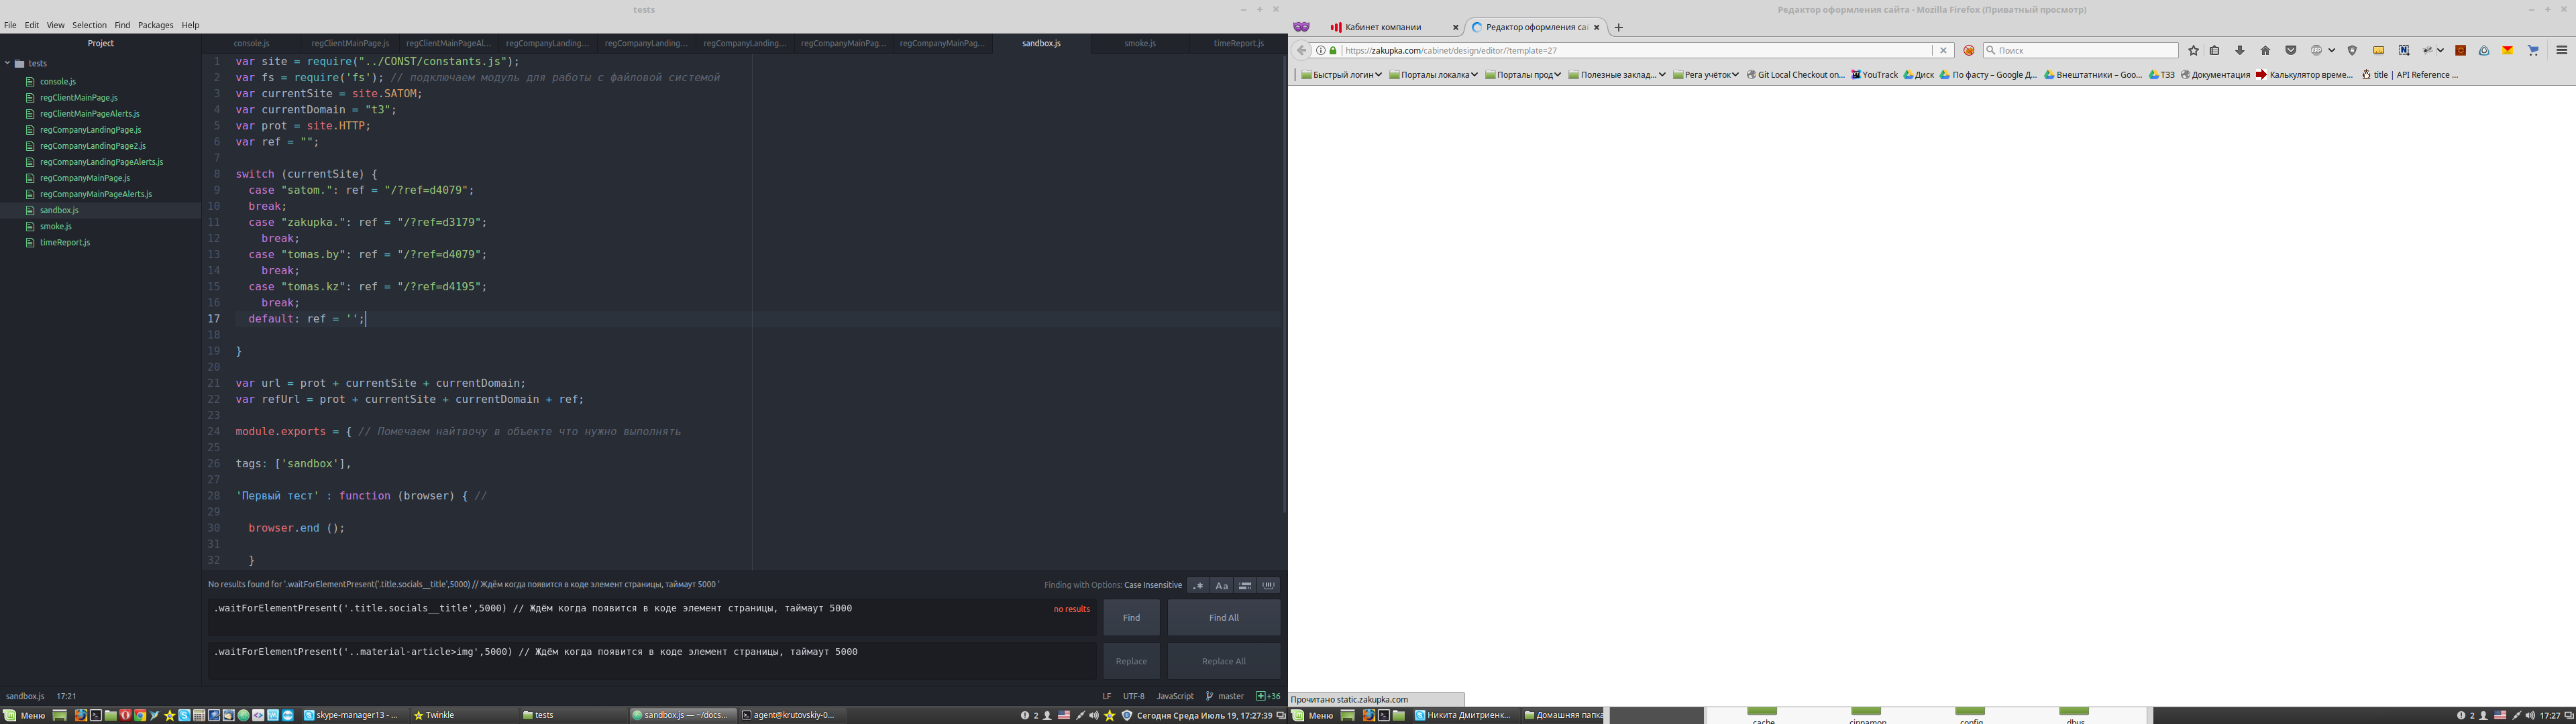 tests
File Edit View Selection Find Packages Help
Project
tests
console.js
regClientMainPage.js
regClientMainPageAlerts.js
regCompanyLandingPage.js
regCompanyLandingPage2.js
regCompanyLandingPageAlerts.js
regCompanyMainPage.js
regCompanyMainPageAlerts.js
sandbox.js
smoke.js
timeReport.js
console.js regClientMainPage.js regClientMainPageAl... regCompanyLanding... regCompanyLanding... regCompanyLanding... regCompanyMainPag... regCompanyMainPag... sandbox.js smoke.js timeReport.js
1 var site = require("../CONST/constants.js");
2 var fs = require('fs'); // подключаем модуль для работы с файловой системой
3 var currentSite = site.SATOM;
4 var currentDomain = "t3";
5 var prot = site.HTTP;
6 var ref = "";
7
8 switch (currentSite) {
9 case "satom.": ref = "/?ref=d4079";
10 break;
11 case "zakupka.": ref = "/?ref=d3179";
12 break;
13 case "tomas.by": ref = "/?ref=d4079";
14 break;
15 case "tomas.kz": ref = "/?ref=d4195";
16 break;
17 default: ref = '';
18
19 }
20
21 var url = prot + currentSite + currentDomain;
22 var refUrl = prot + currentSite + currentDomain + ref;
23
24 module.exports = { // Помечаем найтвочу в объекте что нужно выполнять
25
26 tags: ['sandbox'],
27
28 'Первый тест' : function (browser) { //
29
30 browser.end ();
31
32 }
No results found for '.waitForElementPresent('.title.socials__title',5000) // Ждём когда появится в коде элемент страницы, таймаут 5000 '
Finding with Options: Case Insensitive .* Aa
.waitForElementPresent('.title.socials__title',5000) // Ждём когда появится в коде элемент страницы, таймаут 5000
no results Find Find All
.waitForElementPresent('..material-article>img',5000) // Ждём когда появится в коде элемент страницы, таймаут 5000
Replace Replace All
sandbox.js 17:21 LF UTF-8 JavaScript master +36
Меню skype-manager13 - ... Twinkle tests sandbox.js — ~/docs... agent@krutovskiy-0... 2 Сегодня Среда Июль 19, 17:27:39
Редактор оформления сайта - Mozilla Firefox (Приватный просмотр)
Кабинет компании Редактор оформления са
https://zakupka.com/cabinet/design/editor/?template=27 Поиск
Быстрый логин Порталы локалка Порталы прод Полезные заклад... Рега учёток Git Local Checkout on... YouTrack Диск По фасту – Google Д... Внештатники – Goo... ТЗЗ Документация Калькулятор време... title | API Reference ...
Прочитано static.zakupka.com
Меню Никита Дмитриенк... Домашняя папка cache cinnamon config dbus 2 17:27